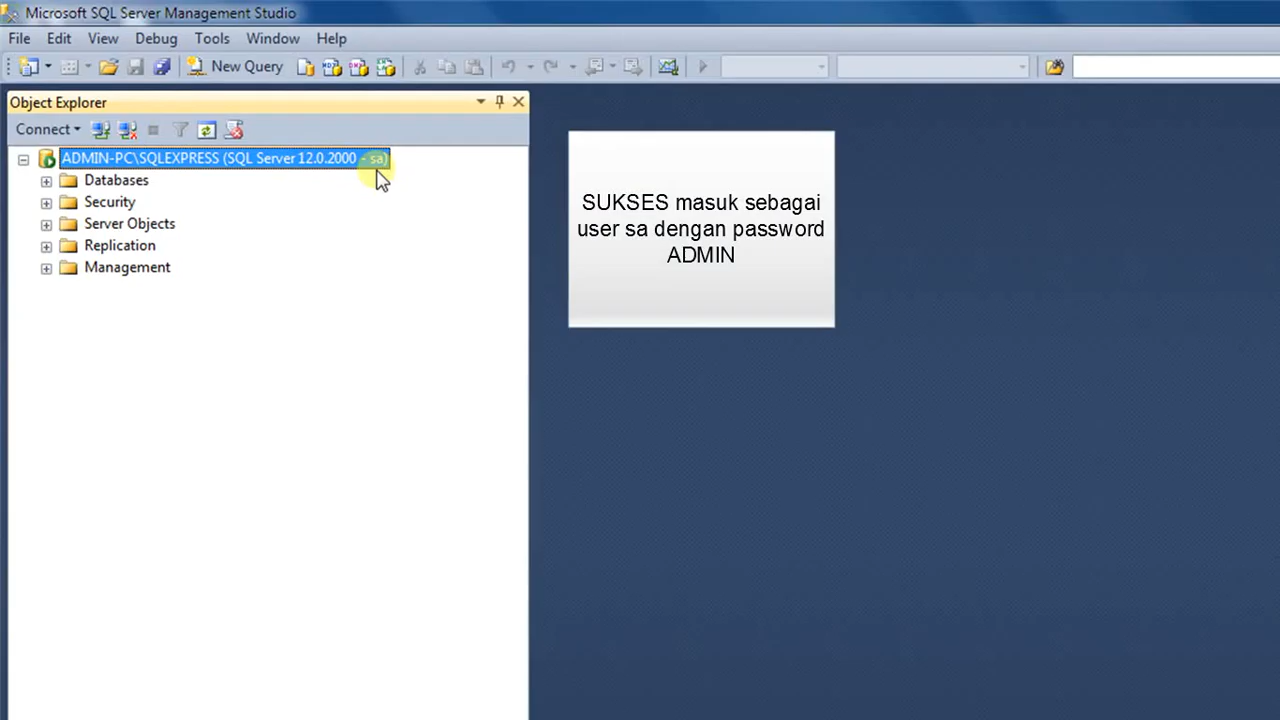 Microsoft SQL Server Management Studio
File Edit View Debug Tools Window Help
New Query
Object Explorer
Connect
ADMIN-PC\SQLEXPRESS (SQL Server 12.0.2000 - sa)
Databases
Security
Server Objects
Replication
Management
SUKSES masuk sebagai
user sa dengan password
ADMIN